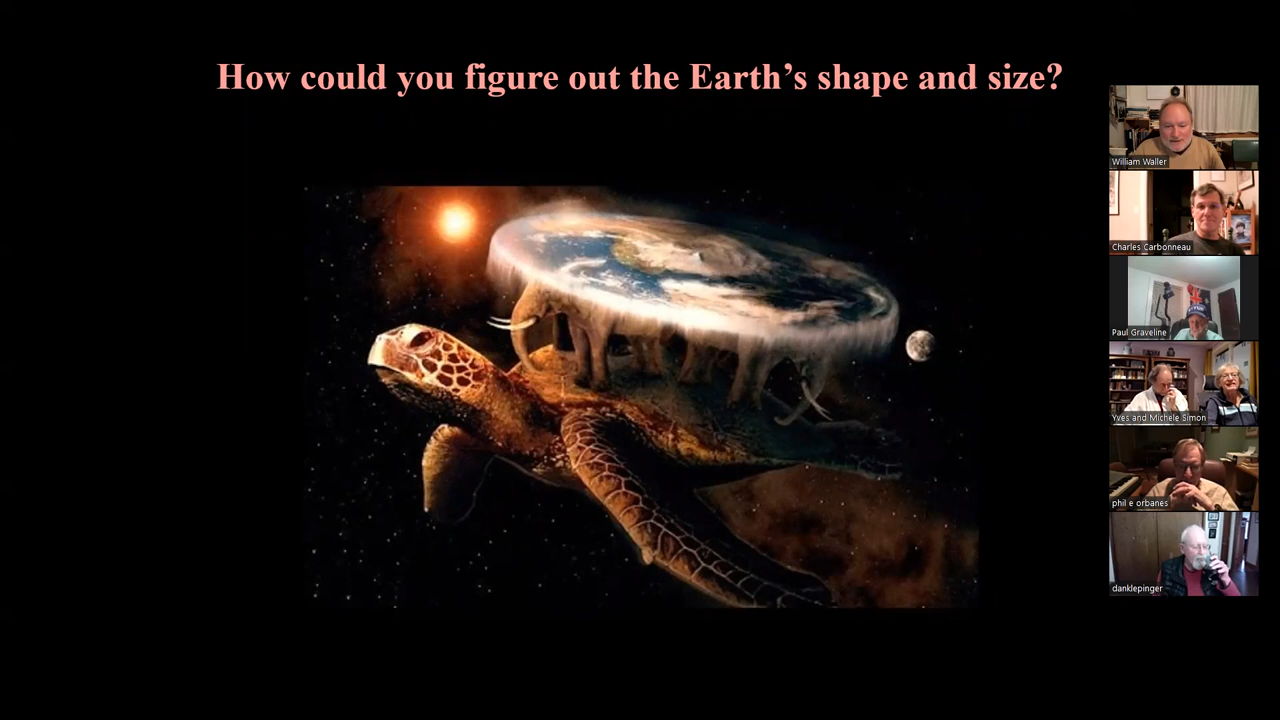 How could you figure out the Earth’s shape and size?
William Waller
Charles Carbonneau
Paul Graveline
Yves and Michele Simon
phil e orbanes
danklepinger